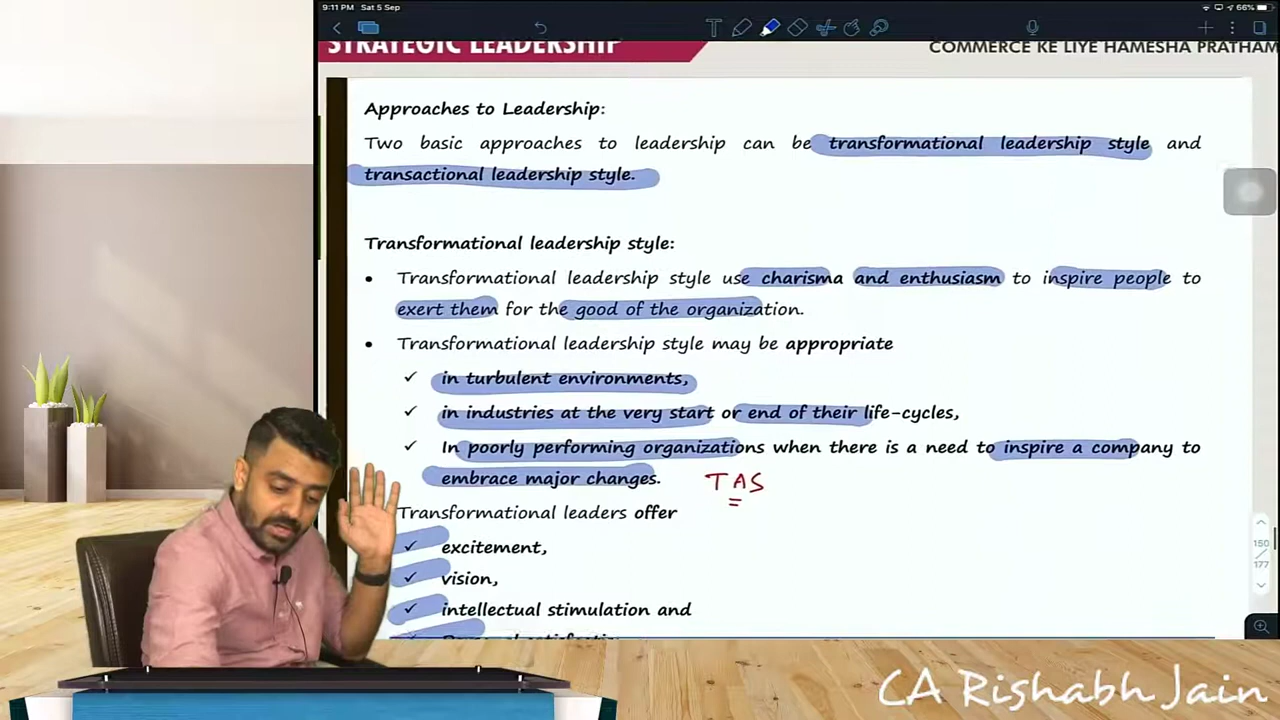 9:11 PM Sat 5 Sep
66%
STRATEGIC LEADERSHIP
COMMERCE KE LIYE HAMESHA PRATHAM
Approaches to Leadership:
Two basic approaches to leadership can be transformational leadership style and
transactional leadership style.
Transformational leadership style:
• Transformational leadership style use charisma and enthusiasm to inspire people to
exert them for the good of the organization.
• Transformational leadership style may be appropriate
✓ in turbulent environments,
✓ in industries at the very start or end of their life-cycles,
✓ In poorly performing organizations when there is a need to inspire a company to
embrace major changes.
TAS
Transformational leaders offer
✓ excitement,
✓ vision,
✓ intellectual stimulation and
150
177
CA Rishabh Jain